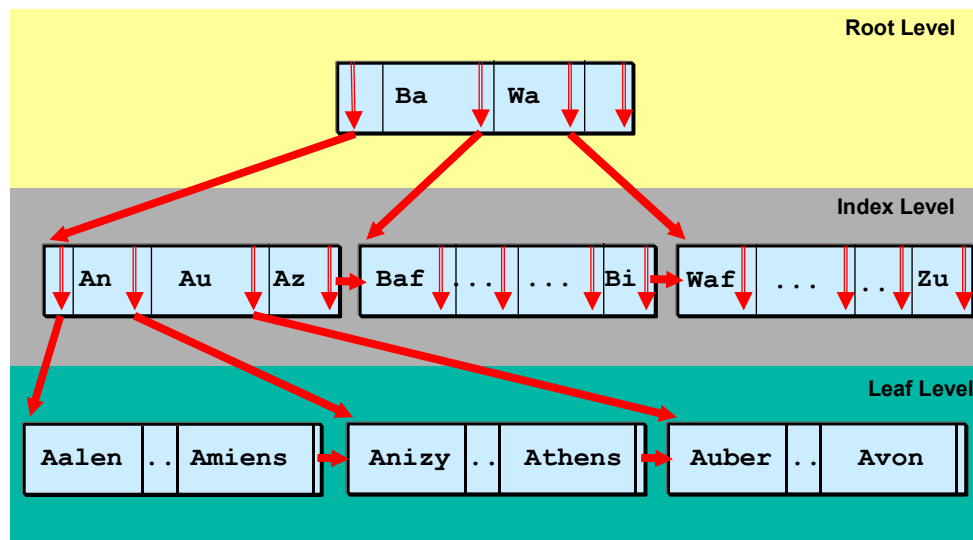 Root Level
Ba Wa
Index Level
An Au Az Baf ... ... Bi Waf ... .. Zu
Leaf Level
Aalen .. Amiens Anizy .. Athens Auber .. Avon